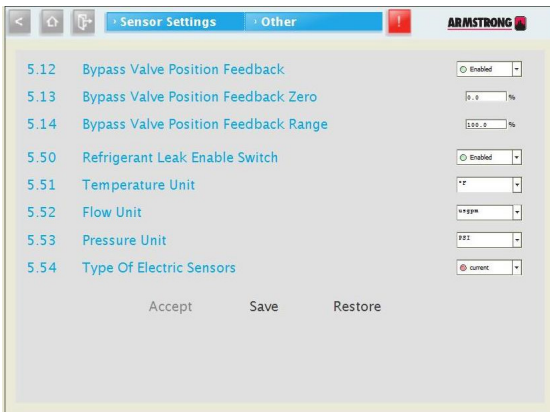 < › Sensor Settings › Other ! ARMSTRONG
5.12 Bypass Valve Position Feedback Enabled
5.13 Bypass Valve Position Feedback Zero 0.0 %
5.14 Bypass Valve Position Feedback Range 100.0 %
5.50 Refrigerant Leak Enable Switch Enabled
5.51 Temperature Unit °F
5.52 Flow Unit usgpm
5.53 Pressure Unit PSI
5.54 Type Of Electric Sensors current
Accept Save Restore